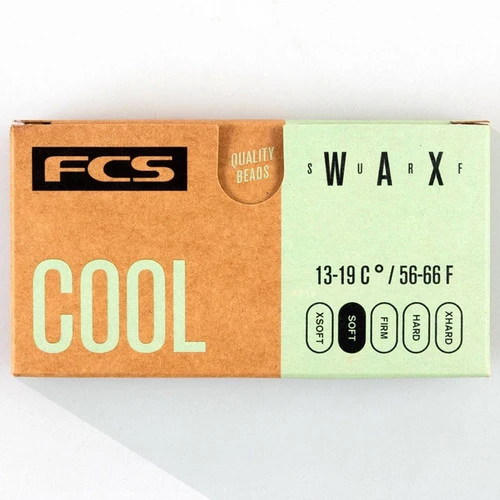 FCS
COOL
QUALITY
BEADS
S W U A R X F
13-19 C° / 56-66 F
XSOFT
SOFT
FIRM
HARD
XHARD